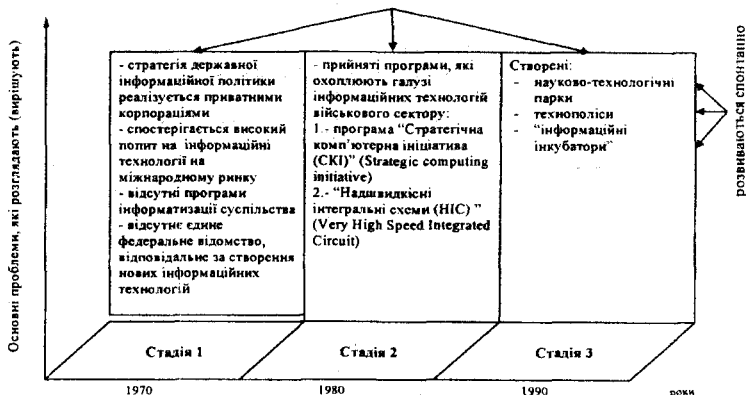 Основні проблеми, які розглядають (вирішують)
- стратегія державної
інформаційної політики
реалізується приватними
корпораціями
- спостерігається високий
попит на інформаційні
технології на
міжнародному ринку
- відсутні програми
інформатизації суспільства
- відсутнє єдине
федеральне відомство,
відповідальне за створення
нових інформаційних
технологій
- прийняті програми, які
охоплюють галузі
інформаційних технологій
військового сектору:
1.- програма “Стратегічна
комп’ютерна ініціатива
(СКІ)” (Strategic computing
initiative)
2.- “Надшвидкісні
інтегральні схеми (НІС) ”
(Very High Speed Integrated
Circuit)
Створені:
- науково-технологічні
парки
- технополіси
- “інформаційні
інкубатори”
розвиваються спонтанно
Стадія 1
Стадія 2
Стадія 3
1970
1980
1990
роки